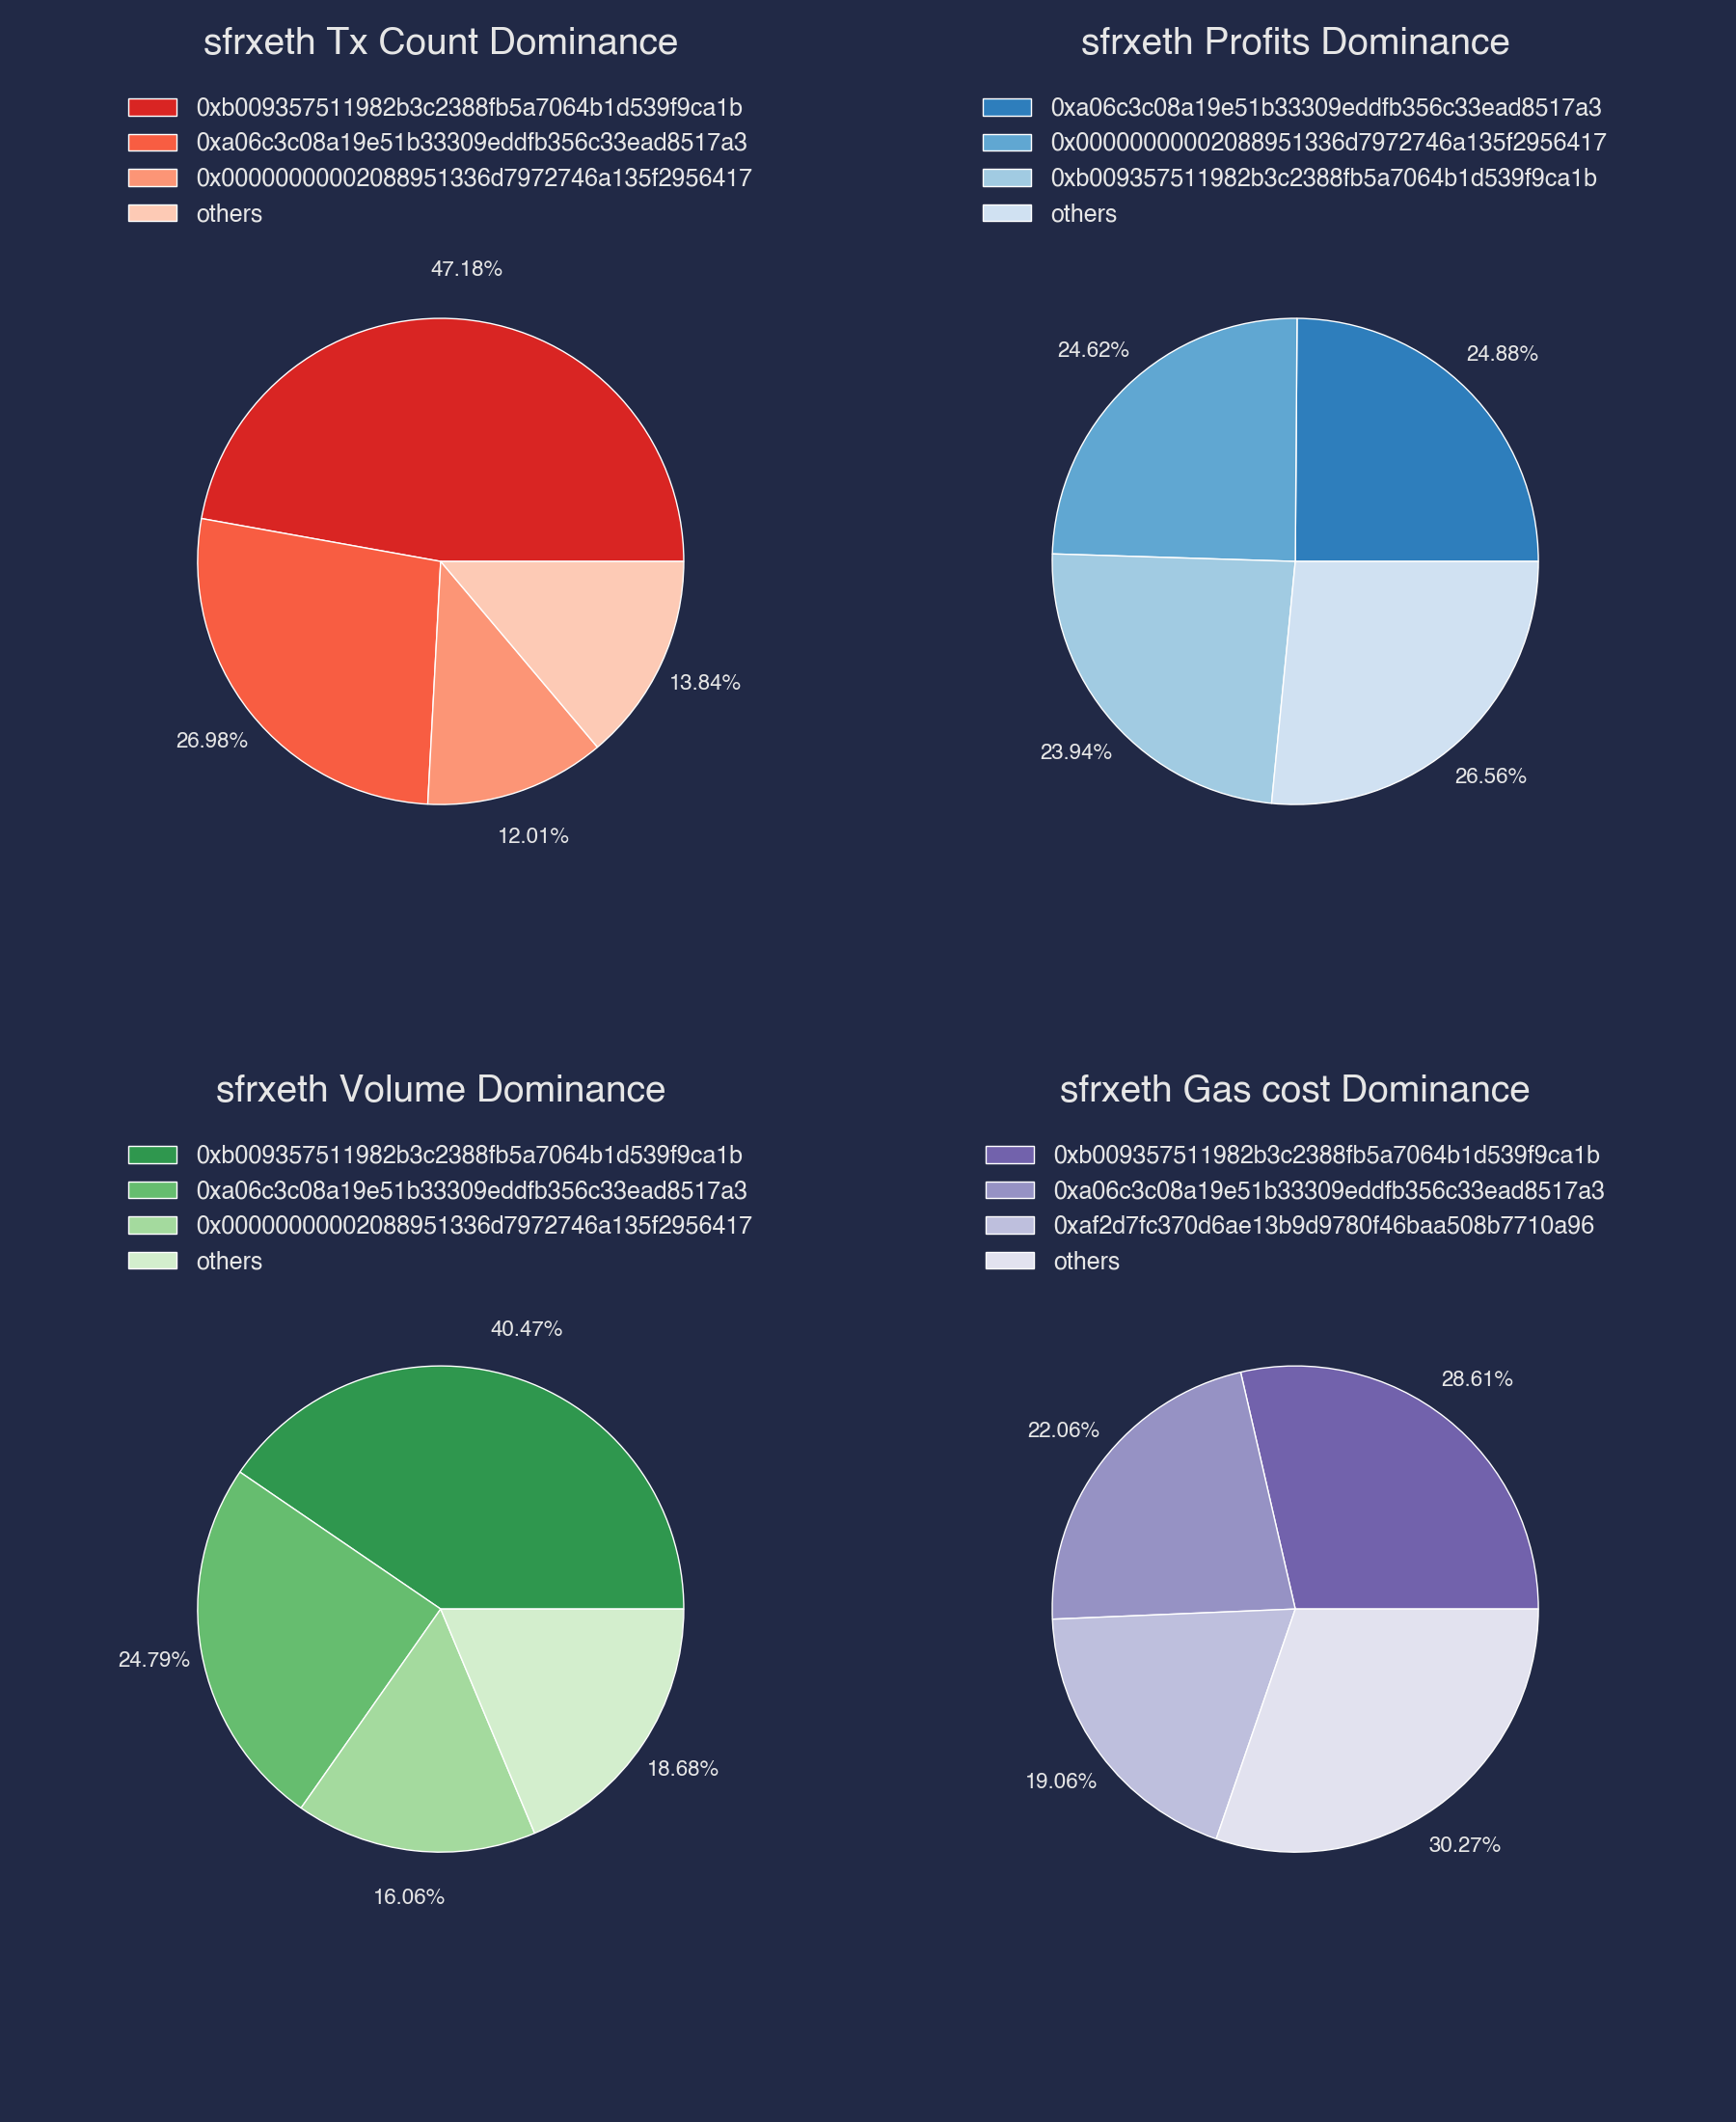 sfrxeth Tx Count Dominance
0xb009357511982b3c2388fb5a7064b1d539f9ca1b
0xa06c3c08a19e51b33309eddfb356c33ead8517a3
0x00000000002088951336d7972746a135f2956417
others
47.18%
26.98%
12.01%
13.84%
sfrxeth Profits Dominance
0xa06c3c08a19e51b33309eddfb356c33ead8517a3
0x00000000002088951336d7972746a135f2956417
0xb009357511982b3c2388fb5a7064b1d539f9ca1b
others
24.88%
24.62%
23.94%
26.56%
sfrxeth Volume Dominance
0xb009357511982b3c2388fb5a7064b1d539f9ca1b
0xa06c3c08a19e51b33309eddfb356c33ead8517a3
0x00000000002088951336d7972746a135f2956417
others
40.47%
24.79%
16.06%
18.68%
sfrxeth Gas cost Dominance
0xb009357511982b3c2388fb5a7064b1d539f9ca1b
0xa06c3c08a19e51b33309eddfb356c33ead8517a3
0xaf2d7fc370d6ae13b9d9780f46baa508b7710a96
others
28.61%
22.06%
19.06%
30.27%